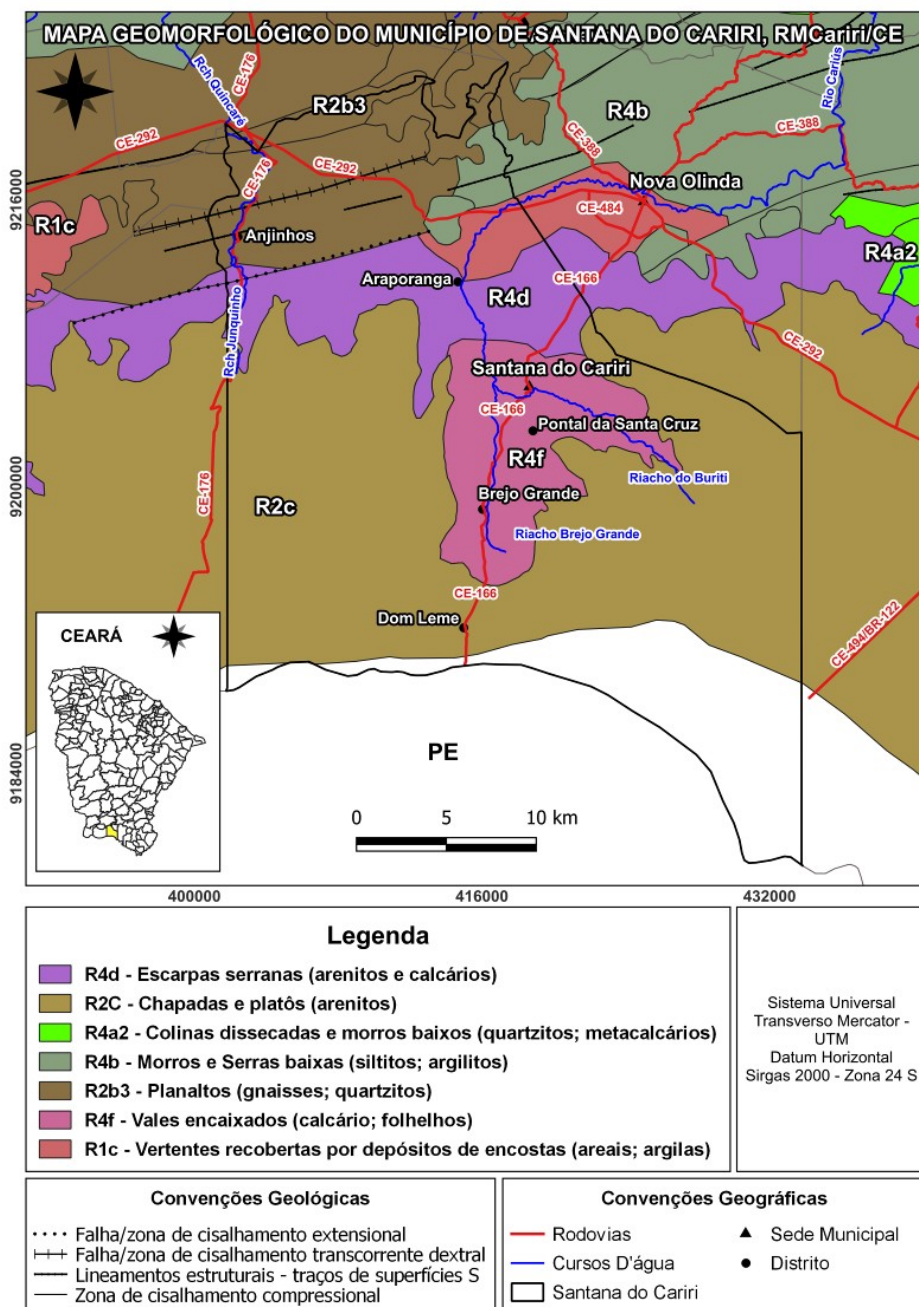 MAPA GEOMORFOLÓGICO DO MUNICÍPIO DE SANTANA DO CARIRI, RMCariri/CE
Rch Quincaré
CE-176
R2b3
R4b
Rio Cariús
CE-292
CE-388
CE-388
CE-176
CE-292
Nova Olinda
9216000
R1c
CE-484
Anjinhos
R4a2
Araporanga
CE-166
R4d
Rch Junquinho
CE-292
Santana do Cariri
CE-166
Pontal da Santa Cruz
R4f
CE-176
9200000
R2c
Brejo Grande
Riacho do Buriti
Riacho Brejo Grande
CE-166
Dom Leme
CE-494/BR-122
CEARÁ
PE
9184000
0 5 10 km
400000 416000 432000
Legenda
R4d - Escarpas serranas (arenitos e calcários)
R2C - Chapadas e platôs (arenitos)
R4a2 - Colinas dissecadas e morros baixos (quartzitos; metacalcários)
R4b - Morros e Serras baixas (siltitos; argilitos)
R2b3 - Planaltos (gnaisses; quartzitos)
R4f - Vales encaixados (calcário; folhelhos)
R1c - Vertentes recobertas por depósitos de encostas (areais; argilas)
Sistema Universal
Transverso Mercator -
UTM
Datum Horizontal
Sirgas 2000 - Zona 24 S
Convenções Geológicas
Falha/zona de cisalhamento extensional
Falha/zona de cisalhamento transcorrente dextral
Lineamentos estruturais - traços de superfícies S
Zona de cisalhamento compressional
Convenções Geográficas
Rodovias
Sede Municipal
Cursos D'água
Distrito
Santana do Cariri